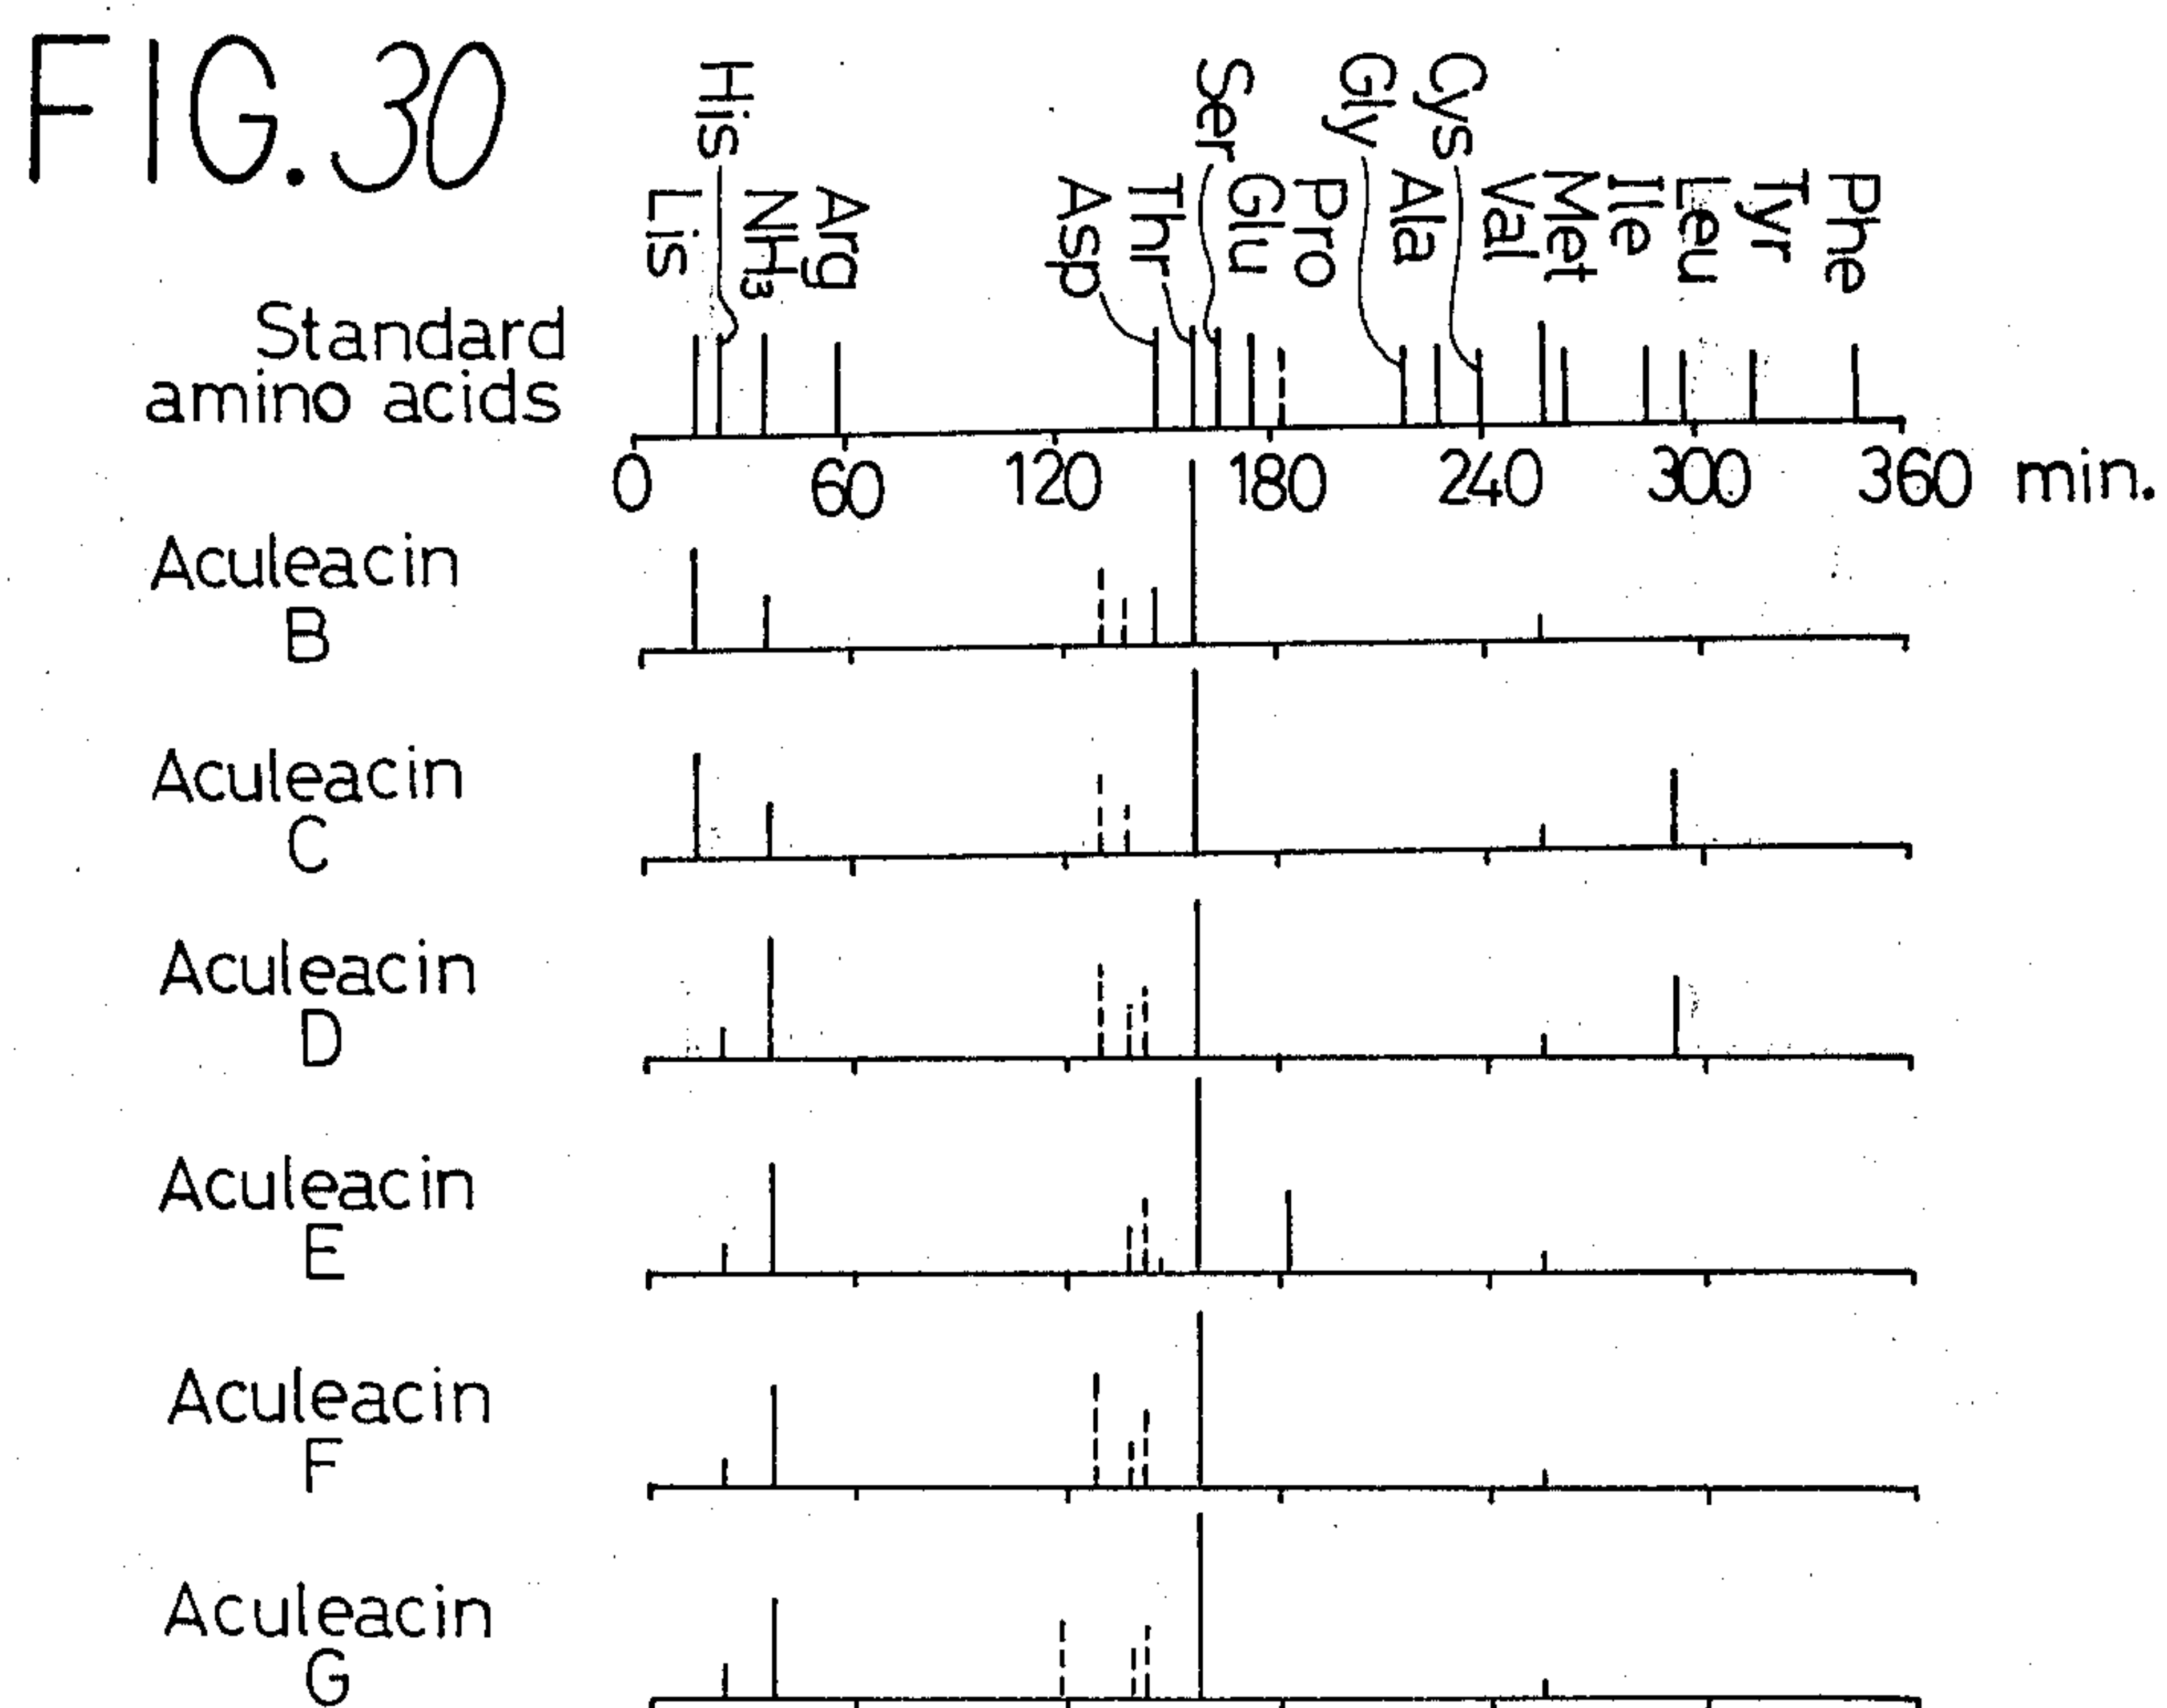 FIG. 30
His
Ser
Gly
Cys
Lis
NH3
Arg
Asp
Thr
Glu
Pro
Ala
Val
Met
Ile
Leu
Tyr
Phe
Standard
amino acids
0 60 120 180 240 300 360 min.
Aculeacin
B
Aculeacin
C
Aculeacin
D
Aculeacin
E
Aculeacin
F
Aculeacin
G